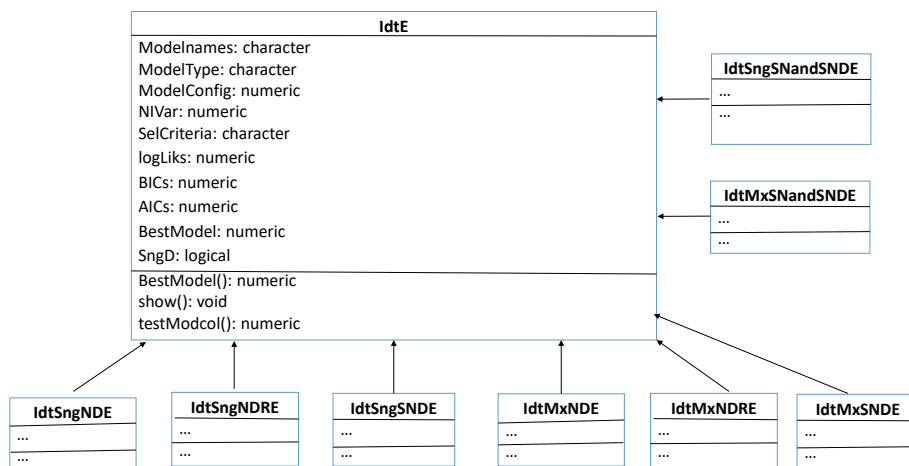 IdtE
Modelnames: character
ModelType: character
ModelConfig: numeric
NIVar: numeric
SelCriteria: character
logLiks: numeric
BICs: numeric
AICs: numeric
BestModel: numeric
SngD: logical
BestModel(): numeric
show(): void
testModcol(): numeric
IdtSngSNandSNDE
...
...
IdtMxSNandSNDE
...
...
IdtSngNDE
...
...
IdtSngNDRE
...
...
IdtSngSNDE
...
...
IdtMxNDE
...
...
IdtMxNDRE
...
...
IdtMxSNDE
...
...